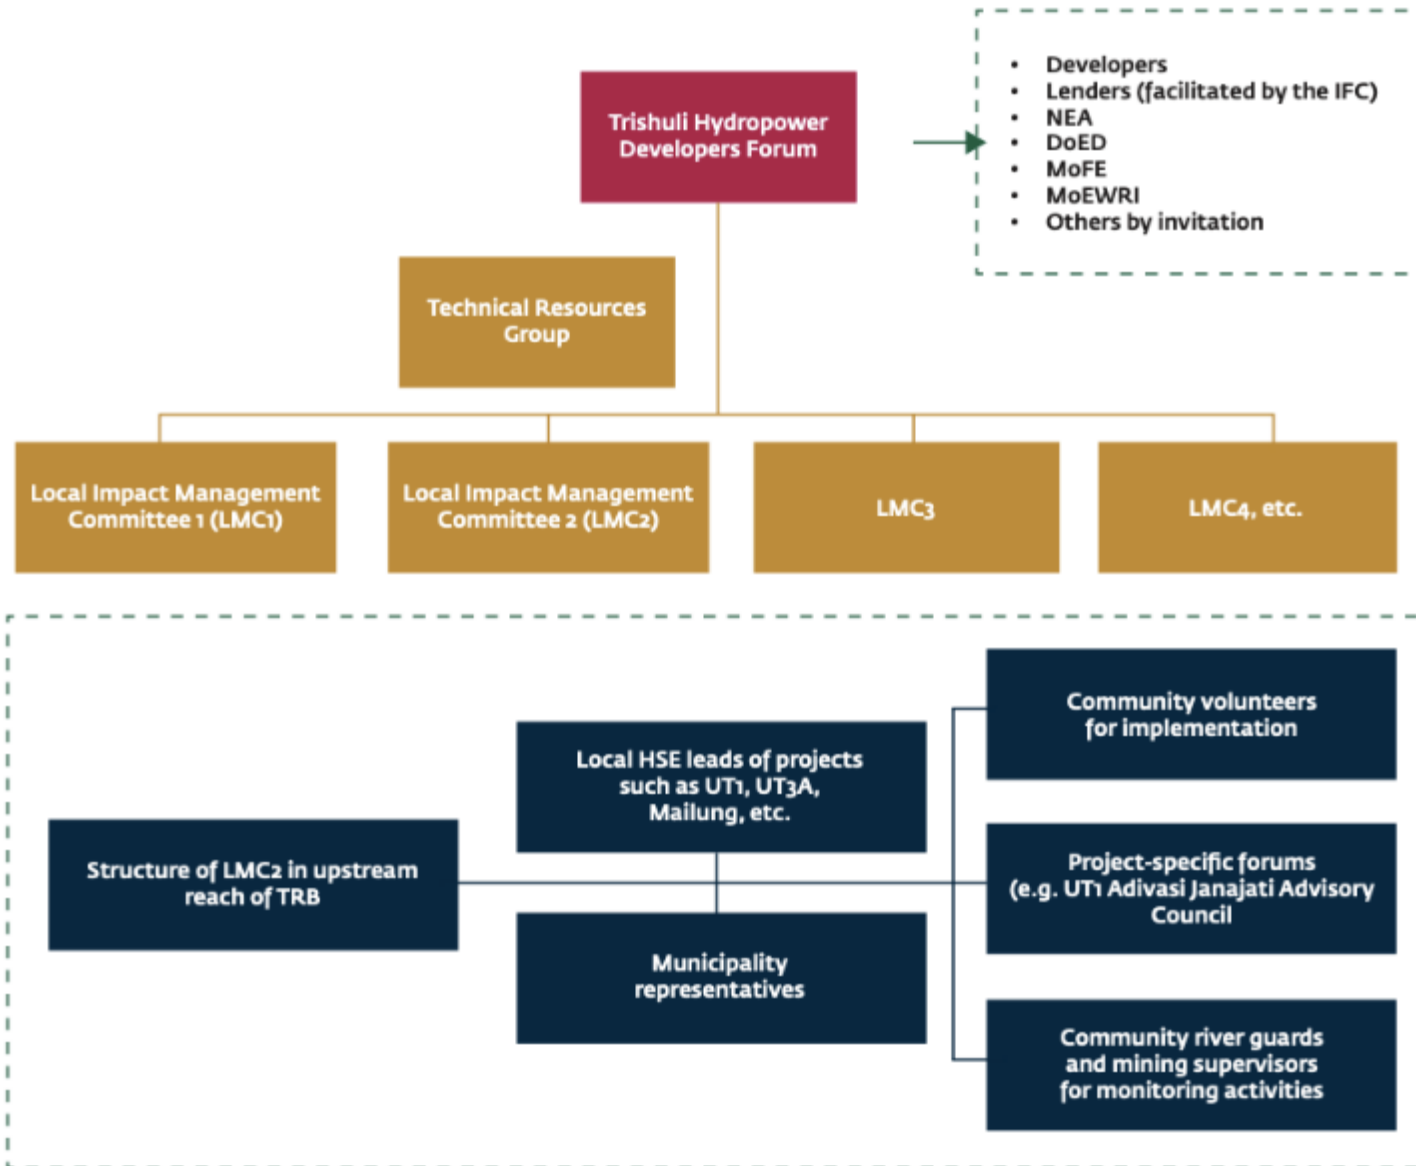 Trishuli Hydropower
Developers Forum
• Developers
• Lenders (facilitated by the IFC)
• NEA
• DoED
• MoFE
• MoEWRI
• Others by invitation
Technical Resources
Group
Local Impact Management
Committee 1 (LMC1)
Local Impact Management
Committee 2 (LMC2)
LMC3
LMC4, etc.
Structure of LMC2 in upstream
reach of TRB
Local HSE leads of projects
such as UT1, UT3A,
Mailung, etc.
Municipality
representatives
Community volunteers
for implementation
Project-specific forums
(e.g. UT1 Adivasi Janajati Advisory
Council
Community river guards
and mining supervisors
for monitoring activities